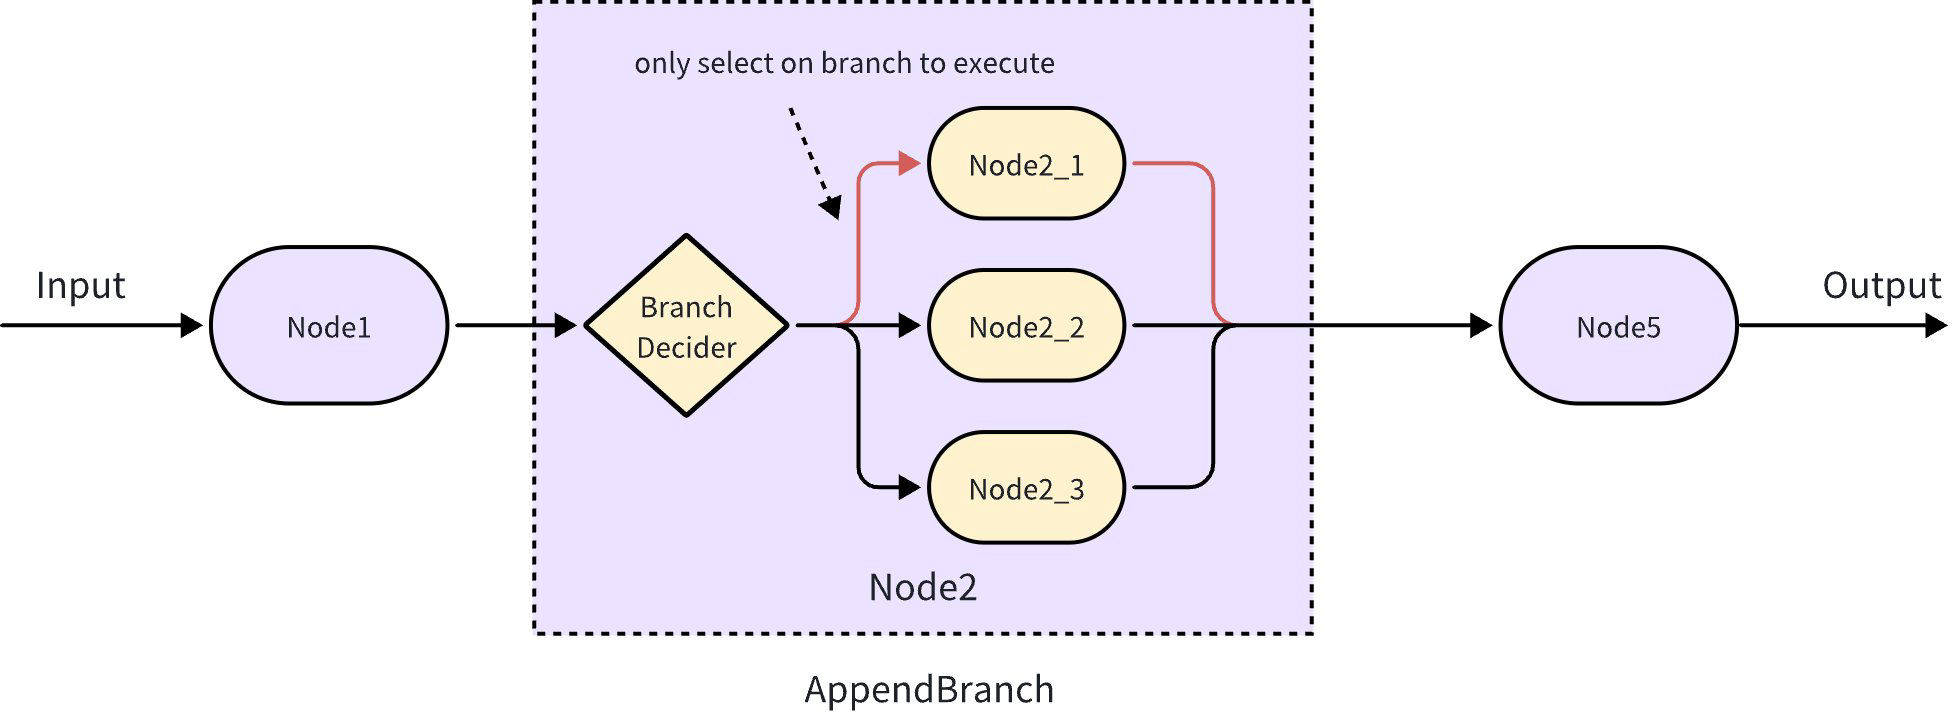 only select on branch to execute
Input
Node1
Branch
Decider
Node2_1
Node2_2
Node2_3
Node5
Output
Node2
AppendBranch